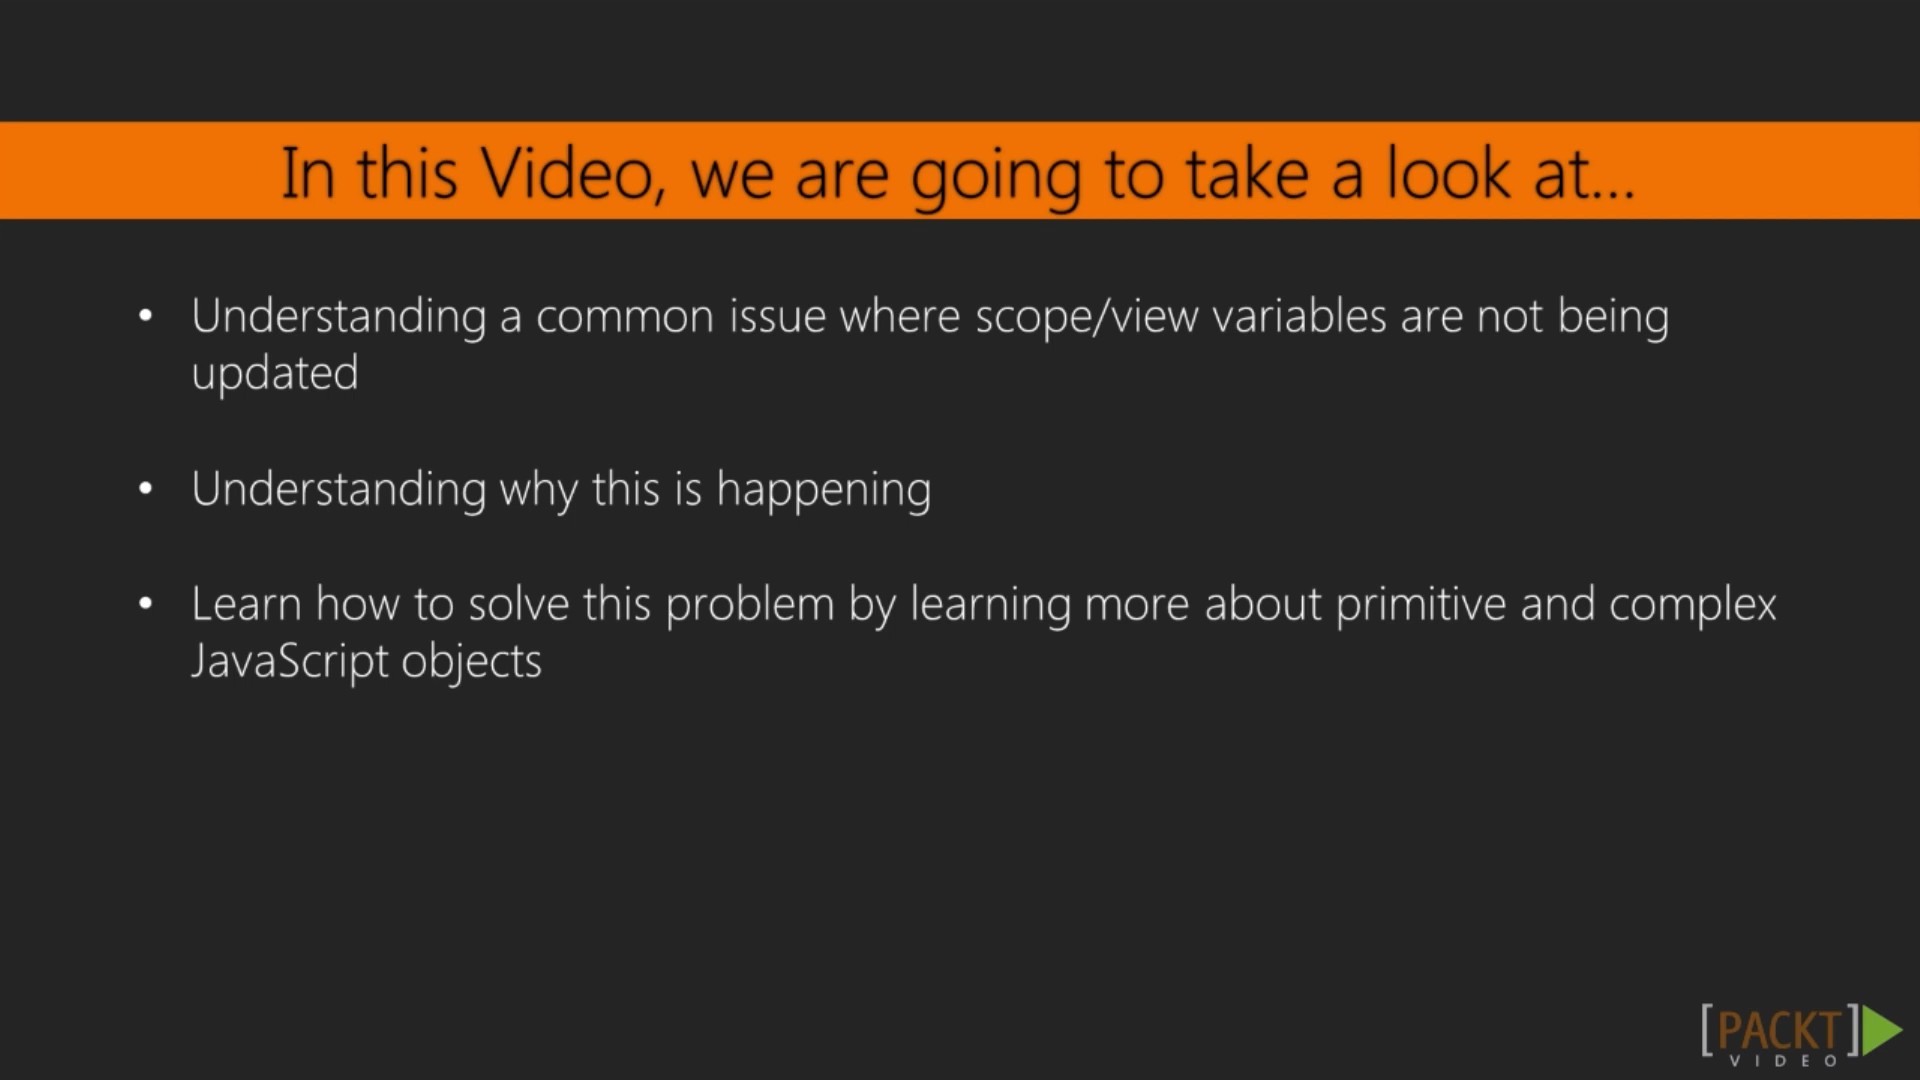 In this Video, we are going to take a look at...
• Understanding a common issue where scope/view variables are not being
updated
• Understanding why this is happening
• Learn how to solve this problem by learning more about primitive and complex
JavaScript objects
[PACKT]
VIDEO